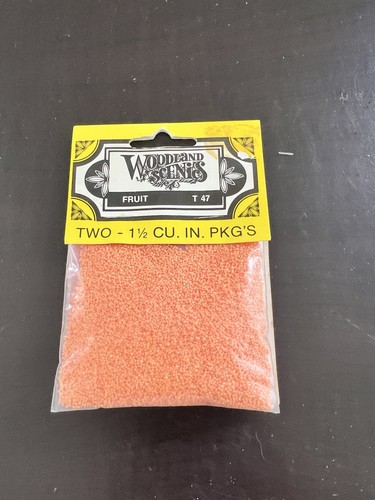 WOODLAND
SCENICS
FRUIT T 47
TWO - 1½ CU. IN. PKG'S